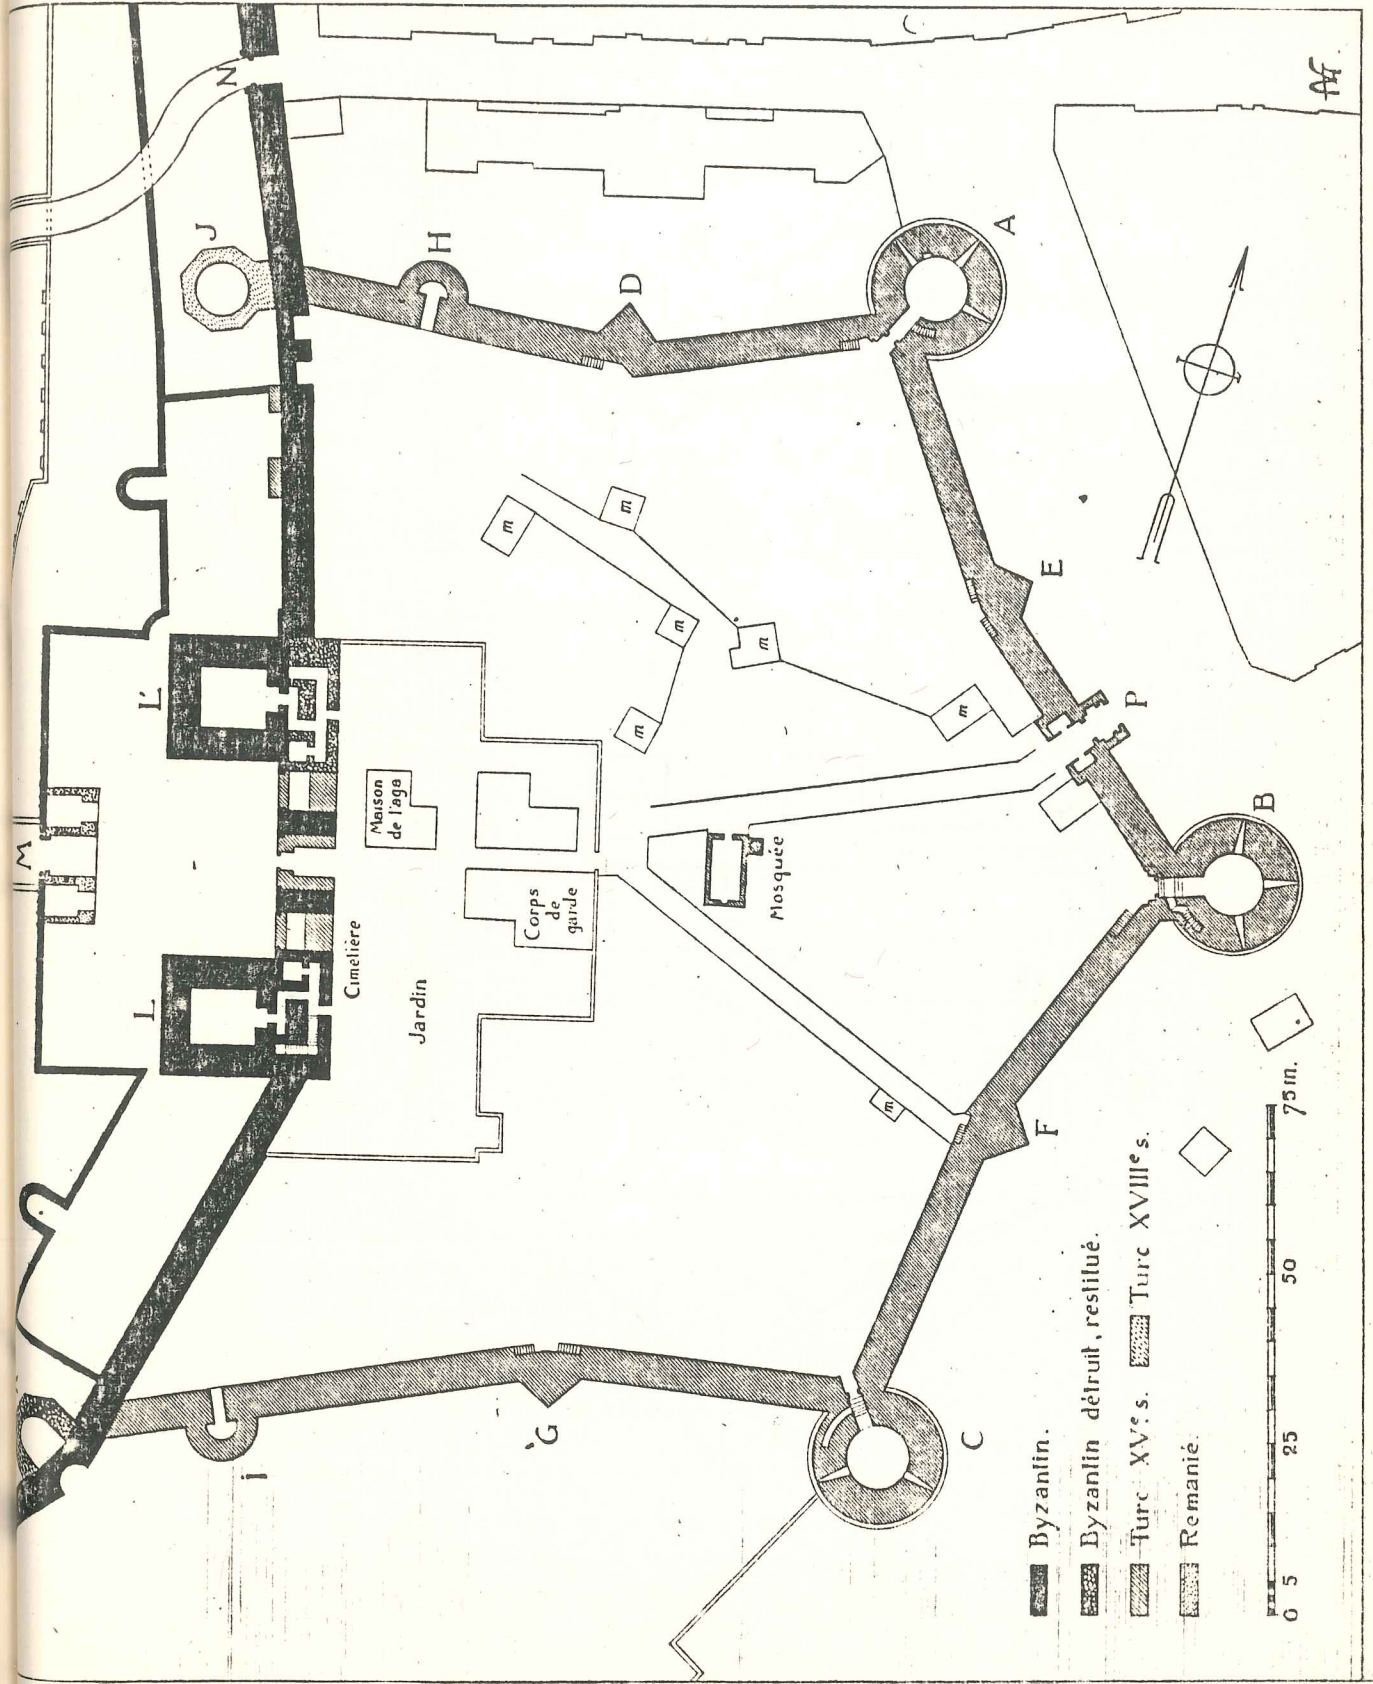 N
J
H
D
A
L'
M
L
Maison
de l'aga
Corps
de
garde
Cimetière
Jardin
Mosquée
m
m
m
m
m
m
m
E
P
B
F
C
G
i
Byzantin.
Byzantin détruit, restitué.
Turc XVe. s.
Turc XVIIIe s.
Remanié.
0 5 25 50 75 m.